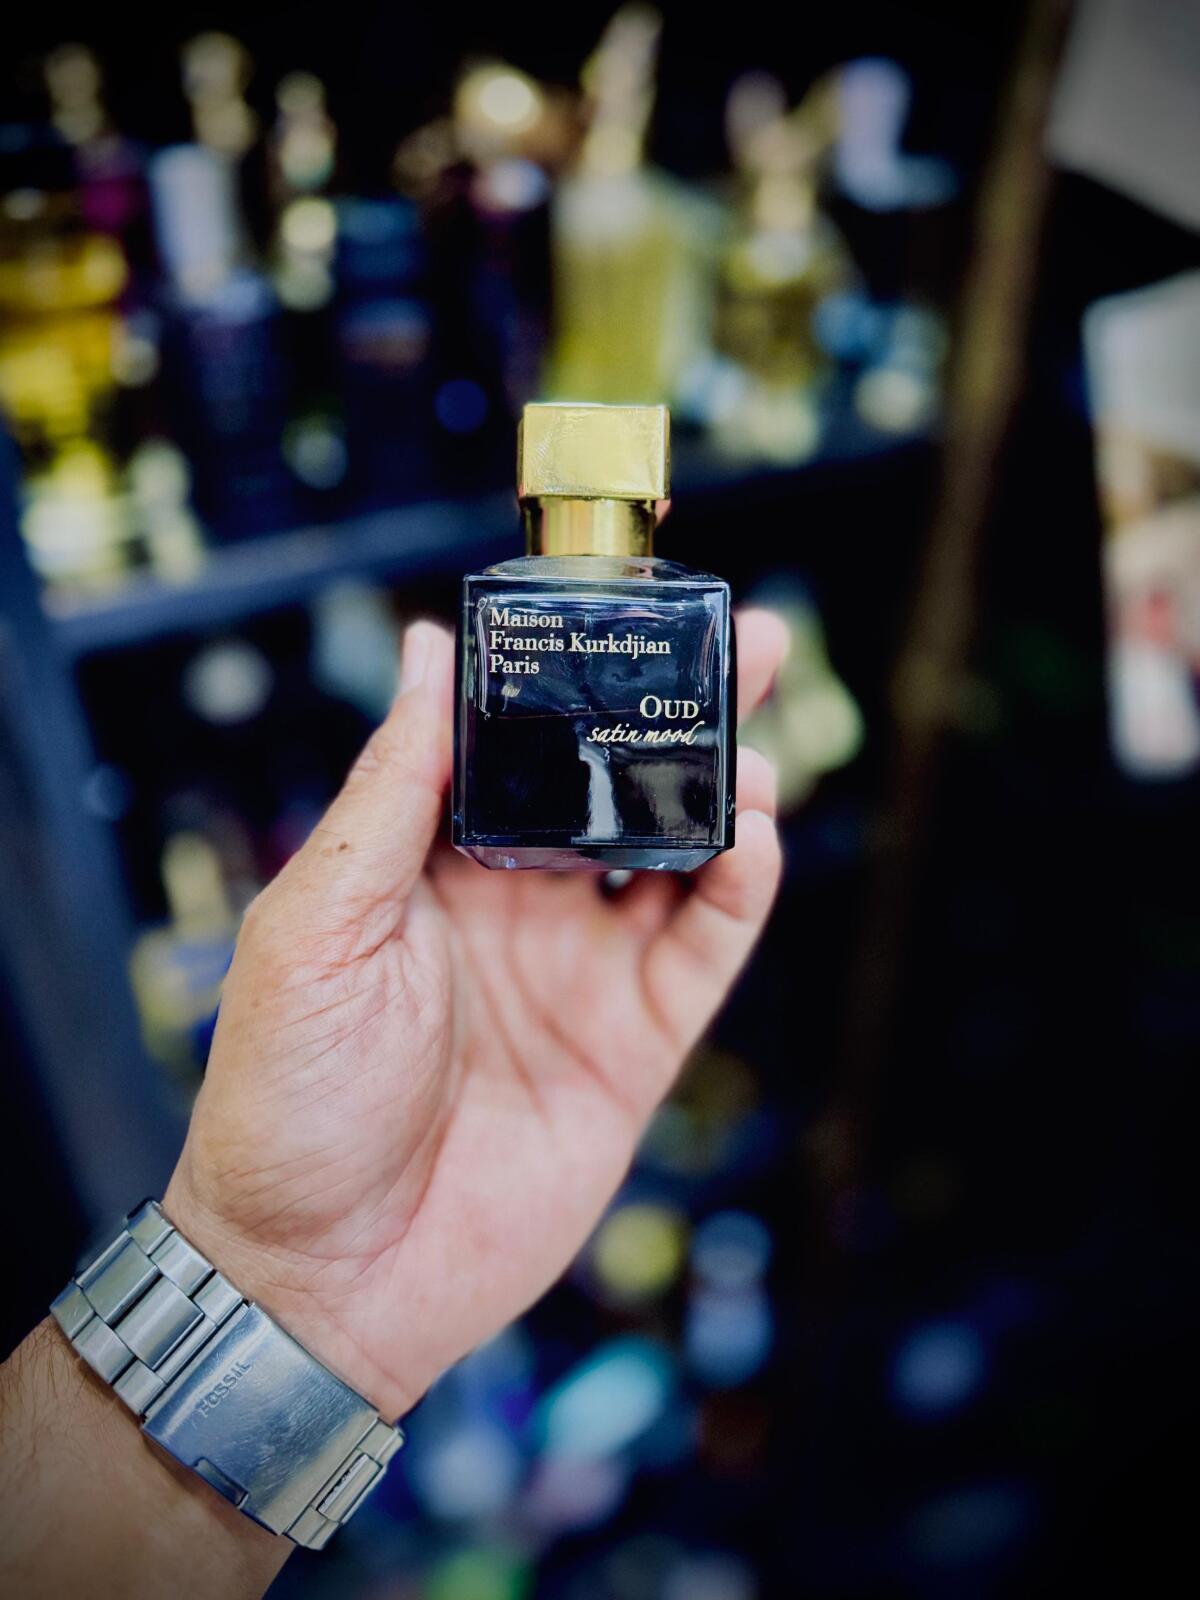 Maison
Francis Kurkdjian
Paris
OUD
satin mood
FOSSIL